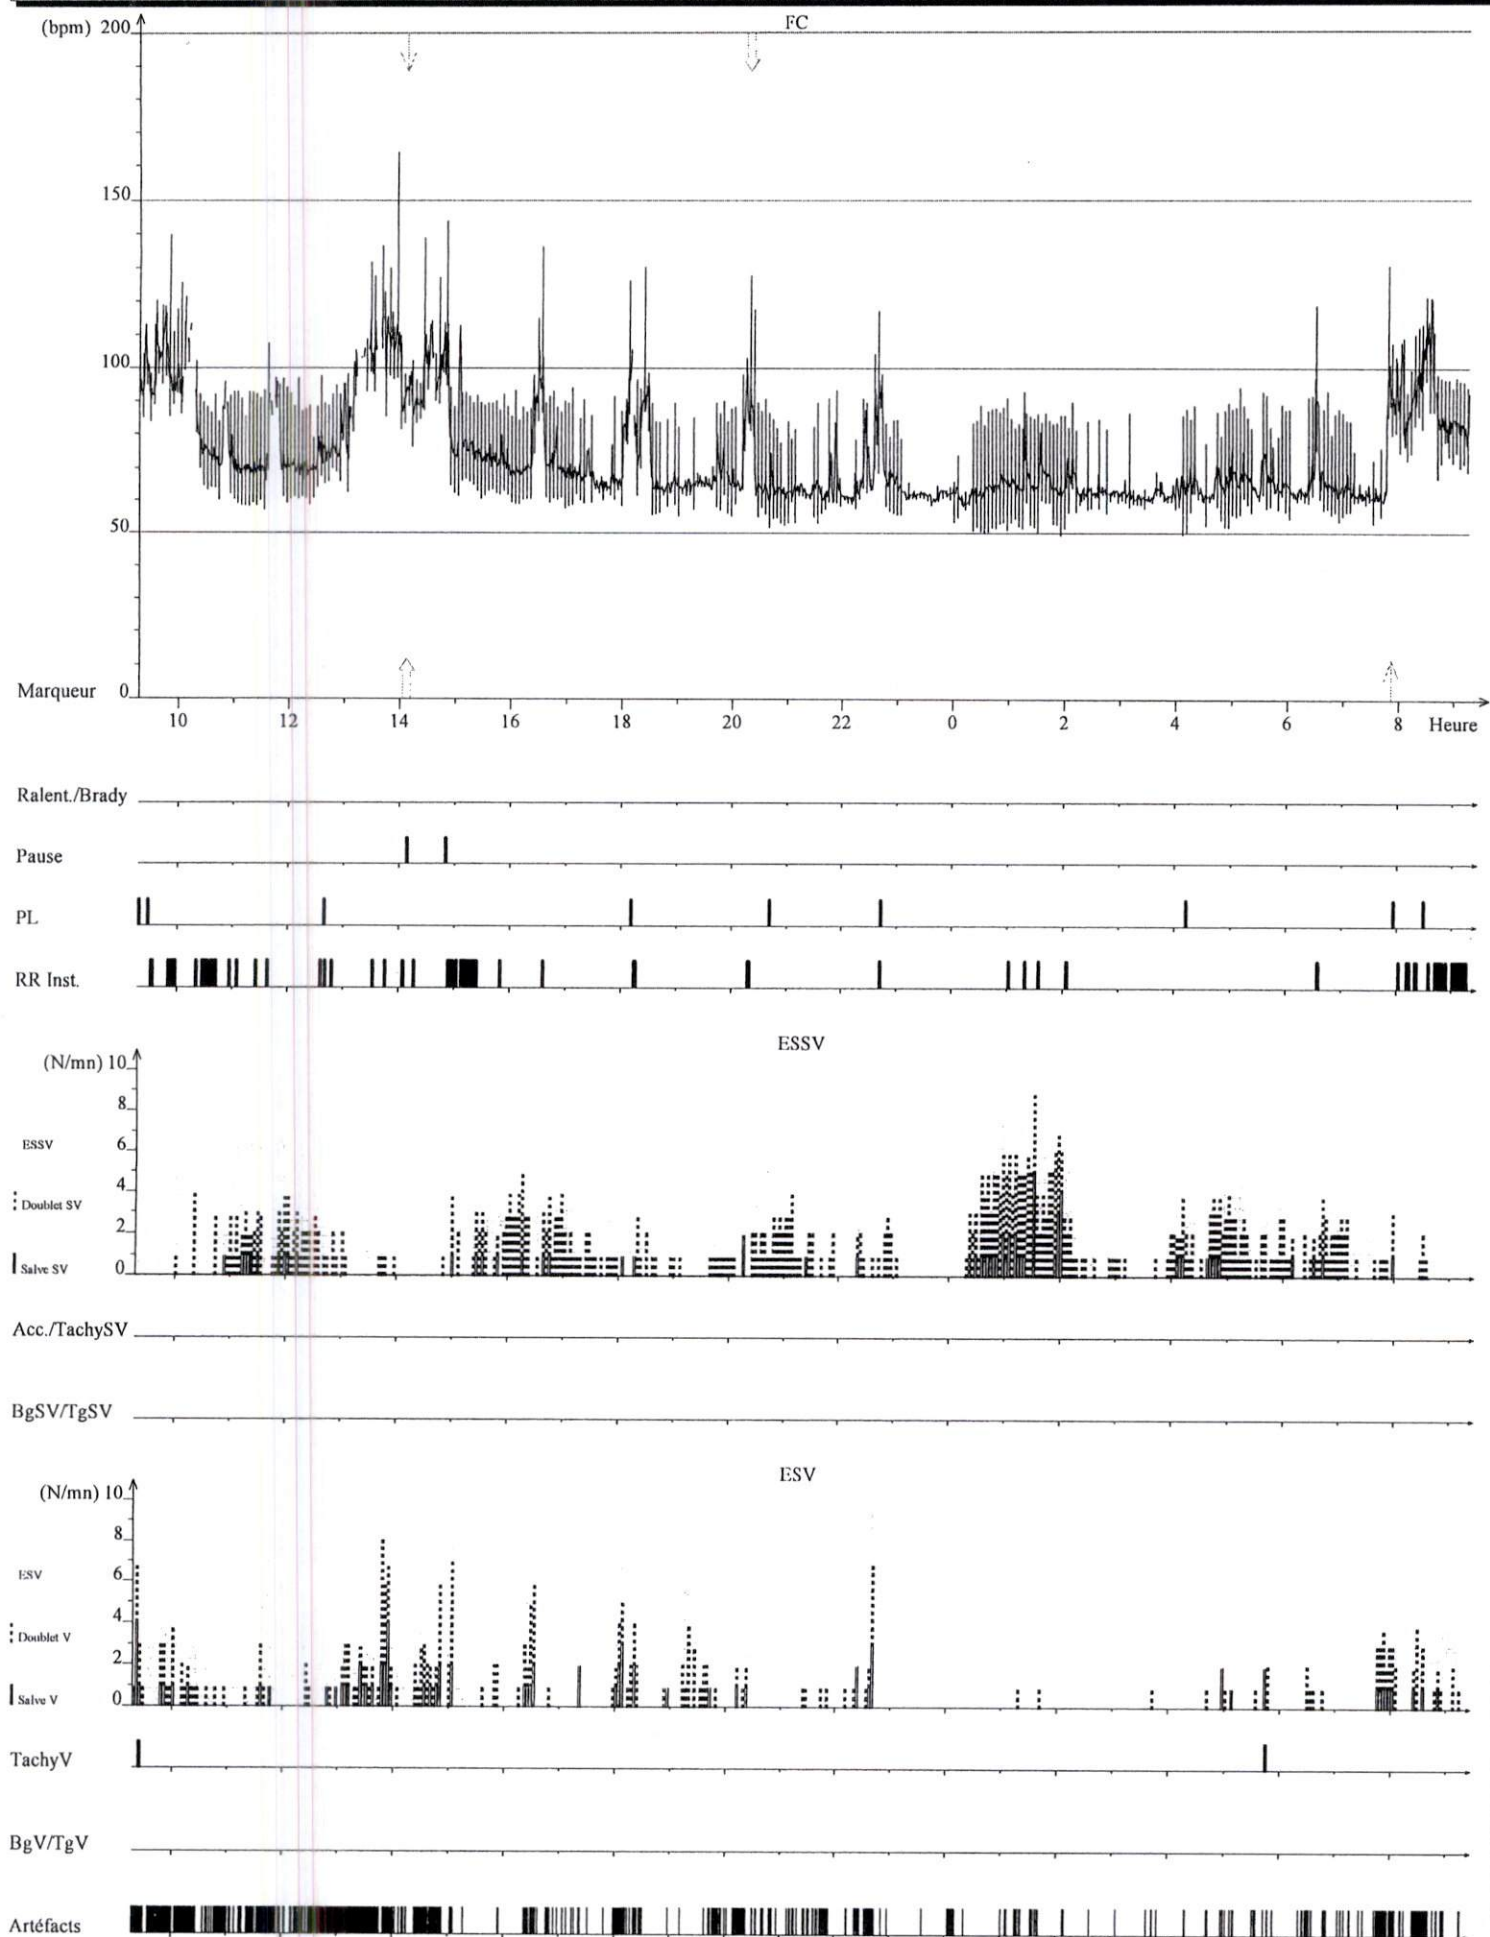 FC
(bpm) 200
150
100
50
Marqueur 0
10 12 14 16 18 20 22 0 2 4 6 8 Heure
Ralent./Brady
Pause
PL
RR Inst.
ESSV
(N/mn) 10
8
6
ESSV
4
Doublet SV
2
0
Salve SV
Acc./TachySV
BgSV/TgSV
ESV
(N/mn) 10
8
6
ESV
4
Doublet V
2
0
Salve V
TachyV
BgV/TgV
Artéfacts